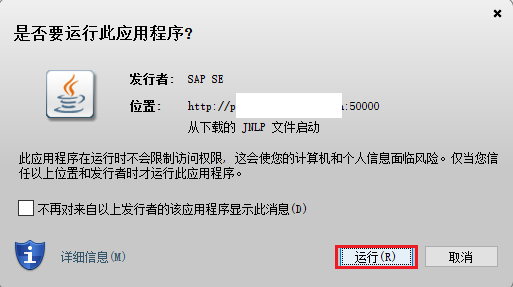 是否要运行此应用程序?
发行者: SAP SE
位置: http://p :50000
从下载的 JNLP 文件启动
此应用程序在运行时不会限制访问权限, 这会使您的计算机和个人信息面临风险。仅当您信
任以上位置和发行者时才运行此应用程序。
不再对来自以上发行者的该应用程序显示此消息(D)
详细信息(M)
运行(R)
取消